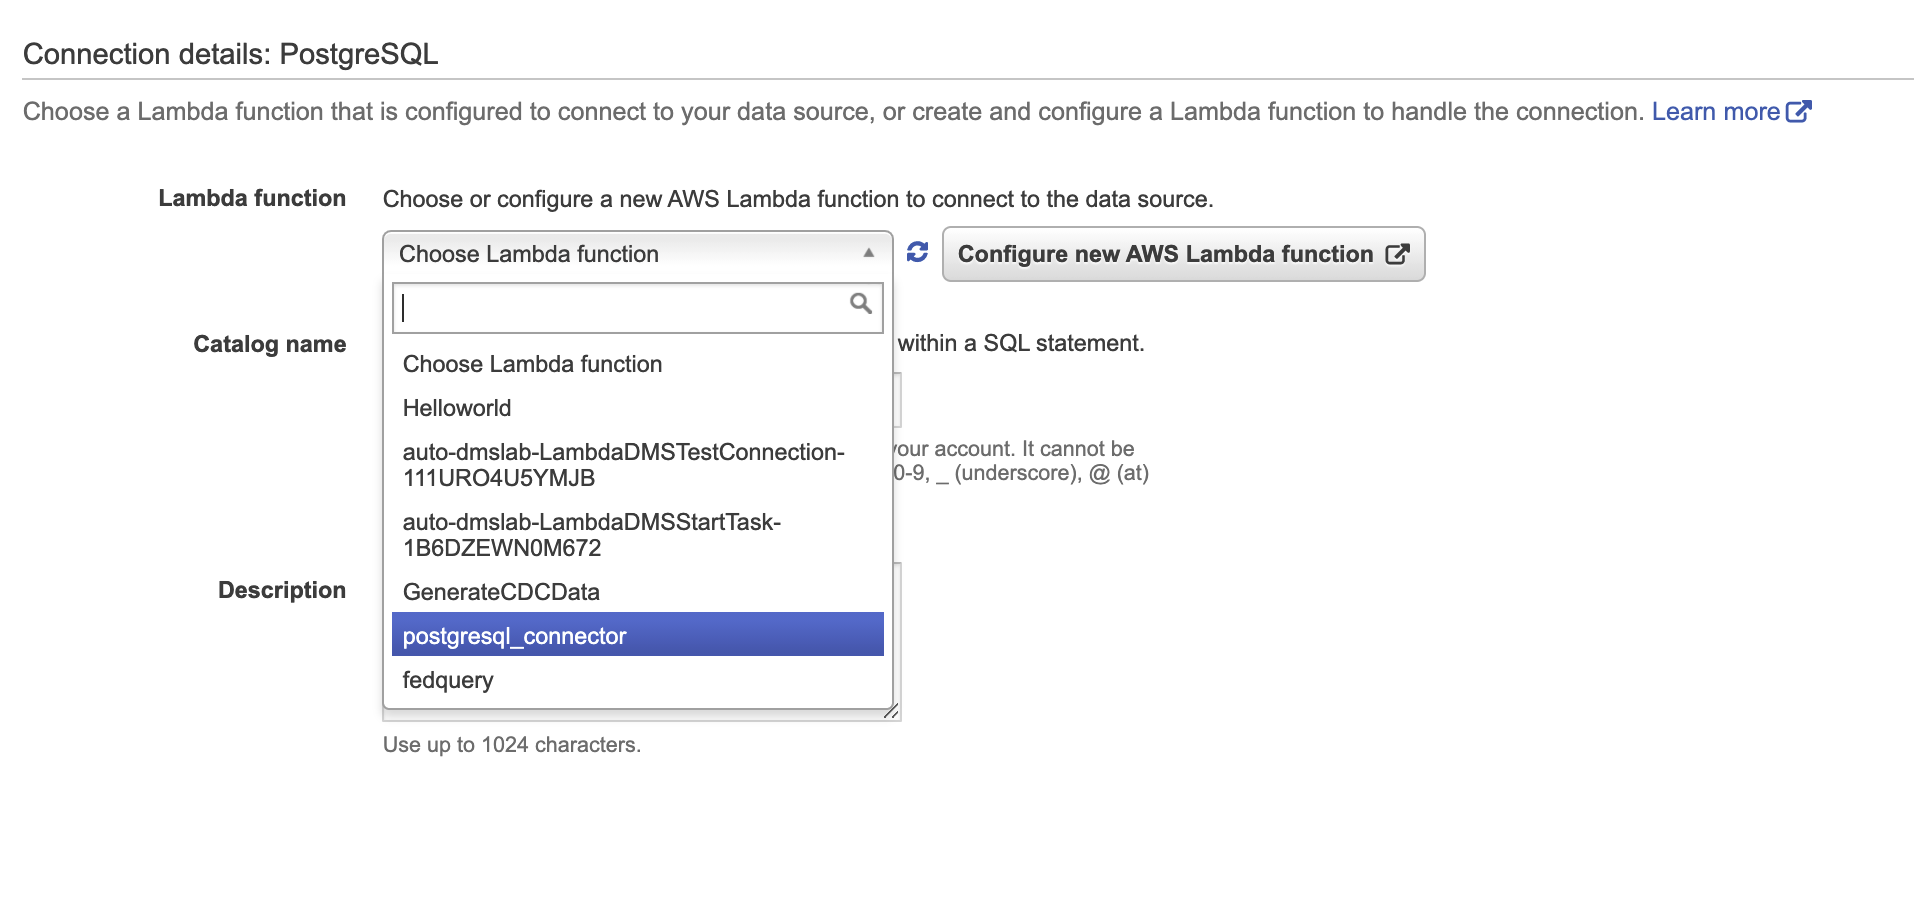 Connection details: PostgreSQL
Choose a Lambda function that is configured to connect to your data source, or create and configure a Lambda function to handle the connection. Learn more
Lambda function
Choose or configure a new AWS Lambda function to connect to the data source.
Choose Lambda function
Configure new AWS Lambda function
Catalog name
within a SQL statement.
Choose Lambda function
Helloworld
auto-dmslab-LambdaDMSTestConnection-
111URO4U5YMJB
your account. It cannot be
0-9, _ (underscore), @ (at)
auto-dmslab-LambdaDMSStartTask-
1B6DZEWN0M672
Description
GenerateCDCData
postgresql_connector
fedquery
Use up to 1024 characters.